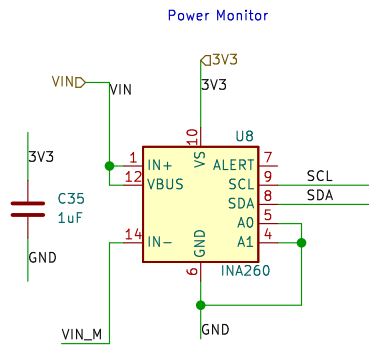 Power Monitor
3V3
VIN
VIN
3V3
10
U8
1 IN+ VS ALERT 7
12 VBUS SCL 9 SCL
SDA 8 SDA
A0 5
14 IN- GND A1 4
6 INA260
3V3
C35
1uF
GND
VIN_M
GND